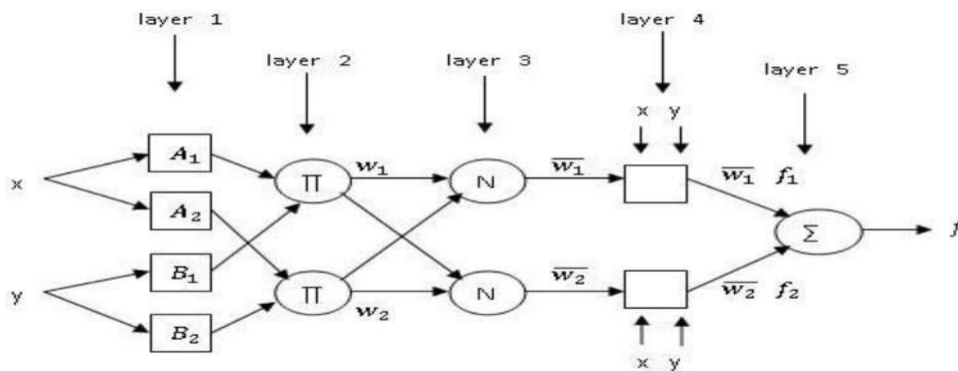 layer 1
layer 4
layer 2
layer 3
layer 5
x y
A₁
x
Π w₁ N w̅₁ w̅₁ f₁
A₂
Σ f
B₁
y
Π w₂ N w̅₂ w̅₂ f₂
B₂
x y